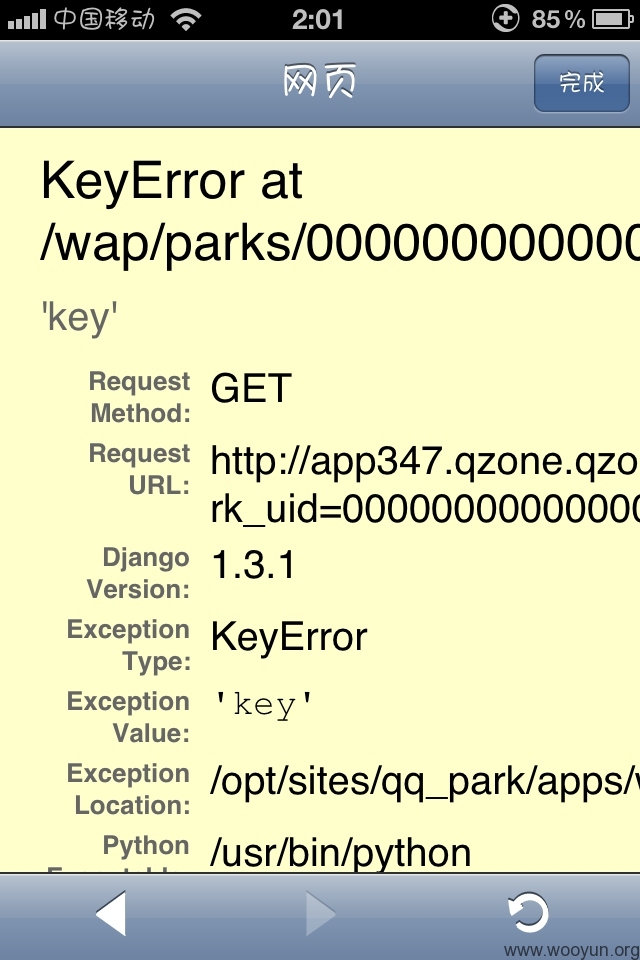 中国移动 2:01 85%
网页 完成
KeyError at
/wap/parks/000000000000
'key'
Request Method: GET
Request URL: http://app347.qzone.qzo
rk_uid=00000000000000
Django Version: 1.3.1
Exception Type: KeyError
Exception Value: 'key'
Exception Location: /opt/sites/qq_park/apps/
Python /usr/bin/python
www.wooyun.org